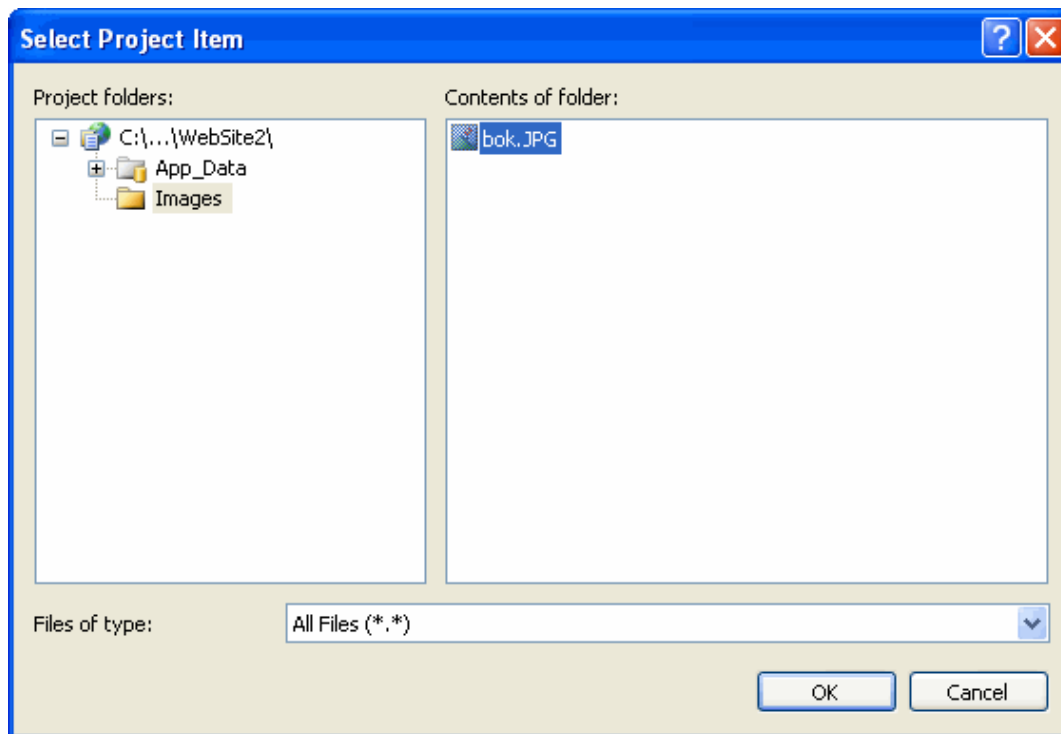 Select Project Item
Project folders:
Contents of folder:
C:\...\WebSite2\
App_Data
Images
bok.JPG
Files of type:
All Files (*.*)
OK
Cancel